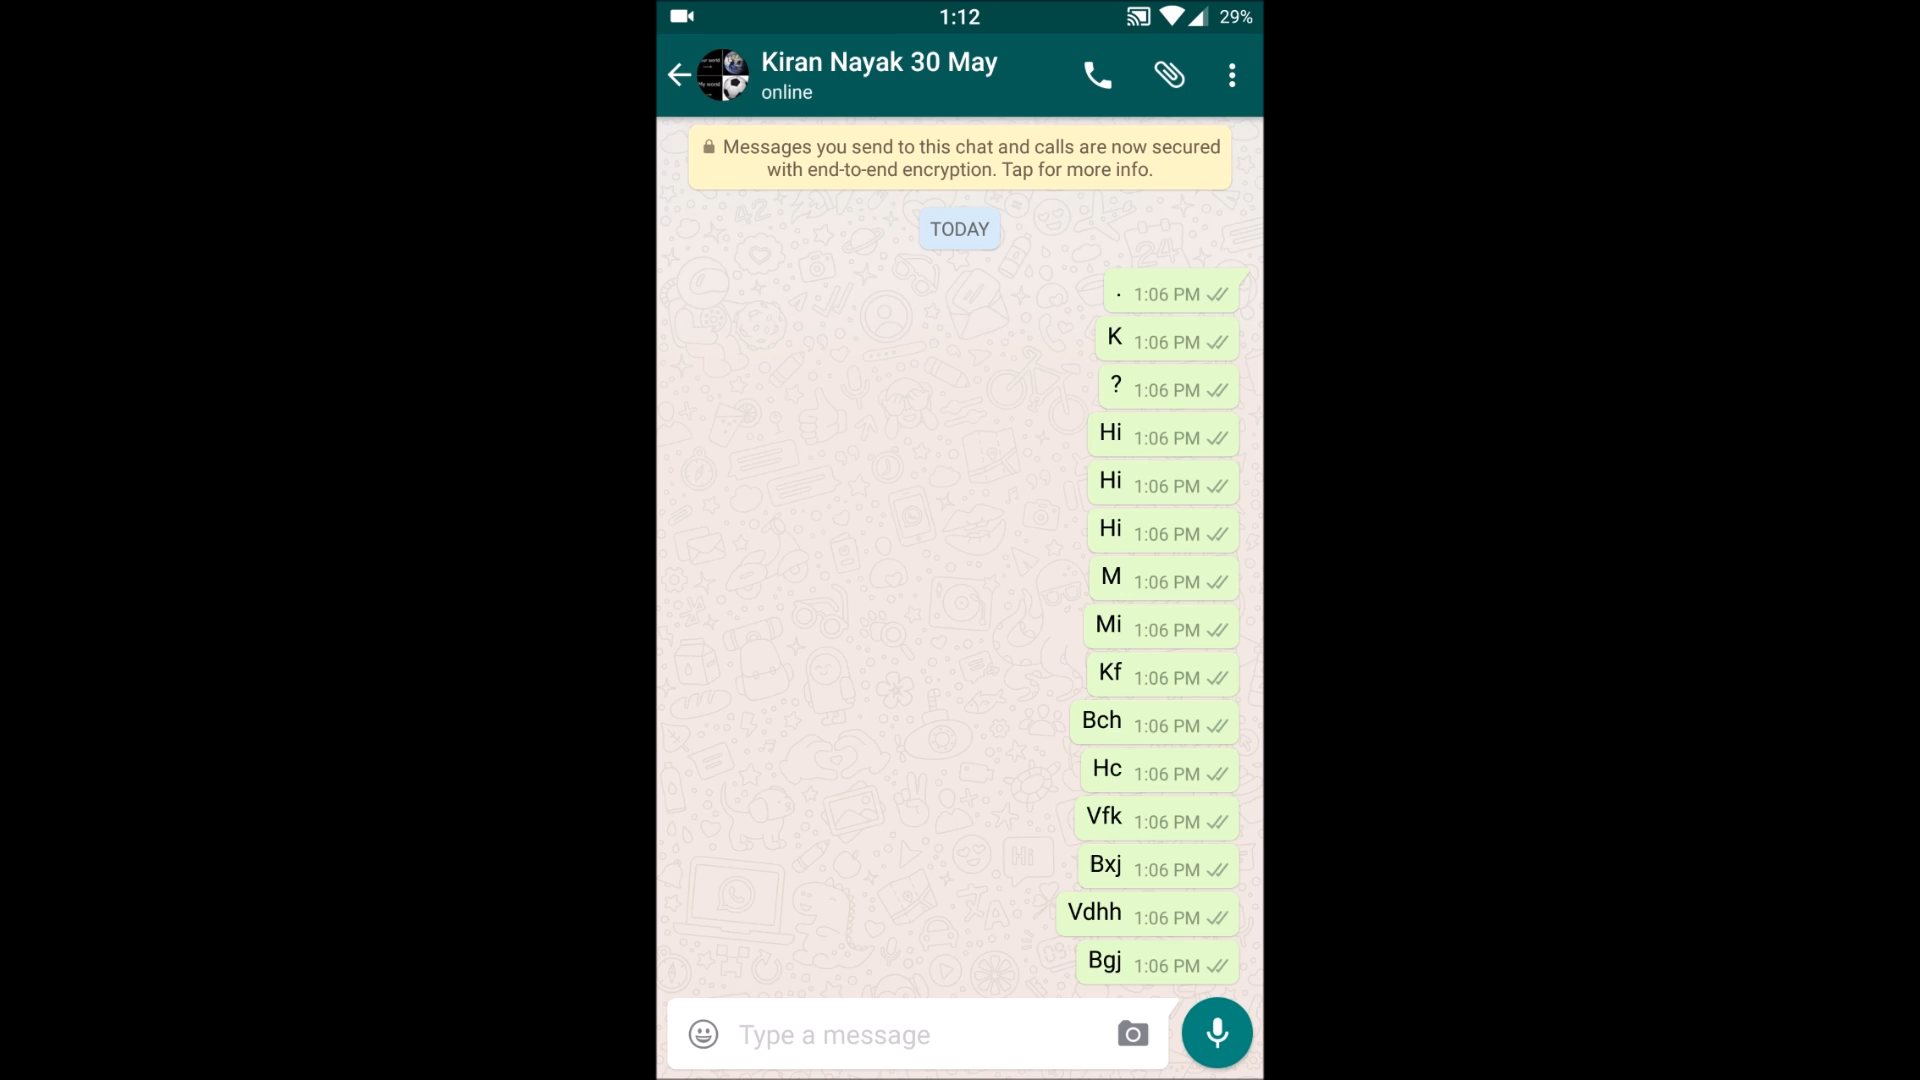 1:12
29%
Kiran Nayak 30 May
online
Messages you send to this chat and calls are now secured
with end-to-end encryption. Tap for more info.
TODAY
. 1:06 PM
K 1:06 PM
? 1:06 PM
Hi 1:06 PM
Hi 1:06 PM
Hi 1:06 PM
M 1:06 PM
Mi 1:06 PM
Kf 1:06 PM
Bch 1:06 PM
Hc 1:06 PM
Vfk 1:06 PM
Bxj 1:06 PM
Vdhh 1:06 PM
Bgj 1:06 PM
Type a message